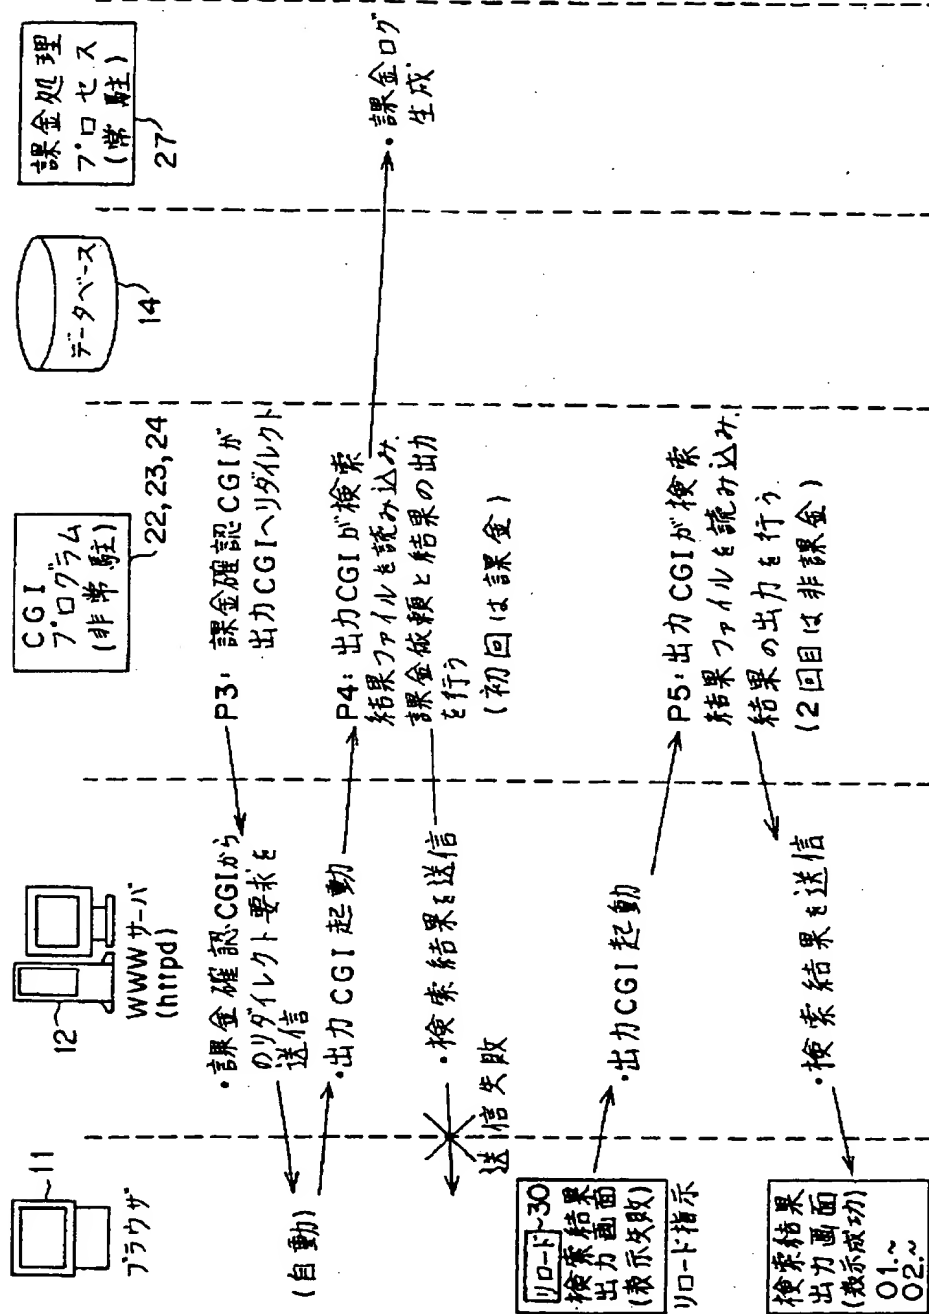 11
ブラウザ
12
WWWサーバ
(httpd)
CGI
プログラム
(非常駐)
22,23,24
データベース
14
課金処理
プロセス
(常駐)
27
P3:課金確認CGIが
出力CGIへリダイレクト
・課金確認CGIから
のリダイレクト要求を
送信
(自動)
・出力CGI起動
P4:出力CGIが検索
結果ファイルを読み込み、
課金依頼と結果の出力
を行う
(初回は課金)
・課金ログ
生成
・検索結果を送信
送信失敗
リロード~30
検索結果
出力画面
(表示失敗)
リロード指示
・出力CGI起動
P5:出力CGIが検索
結果ファイルを読み込み、
結果の出力を行う.
(2回目は非課金)
・検索結果を送信
検索結果
出力画面
(表示成功)
01.~
02.~